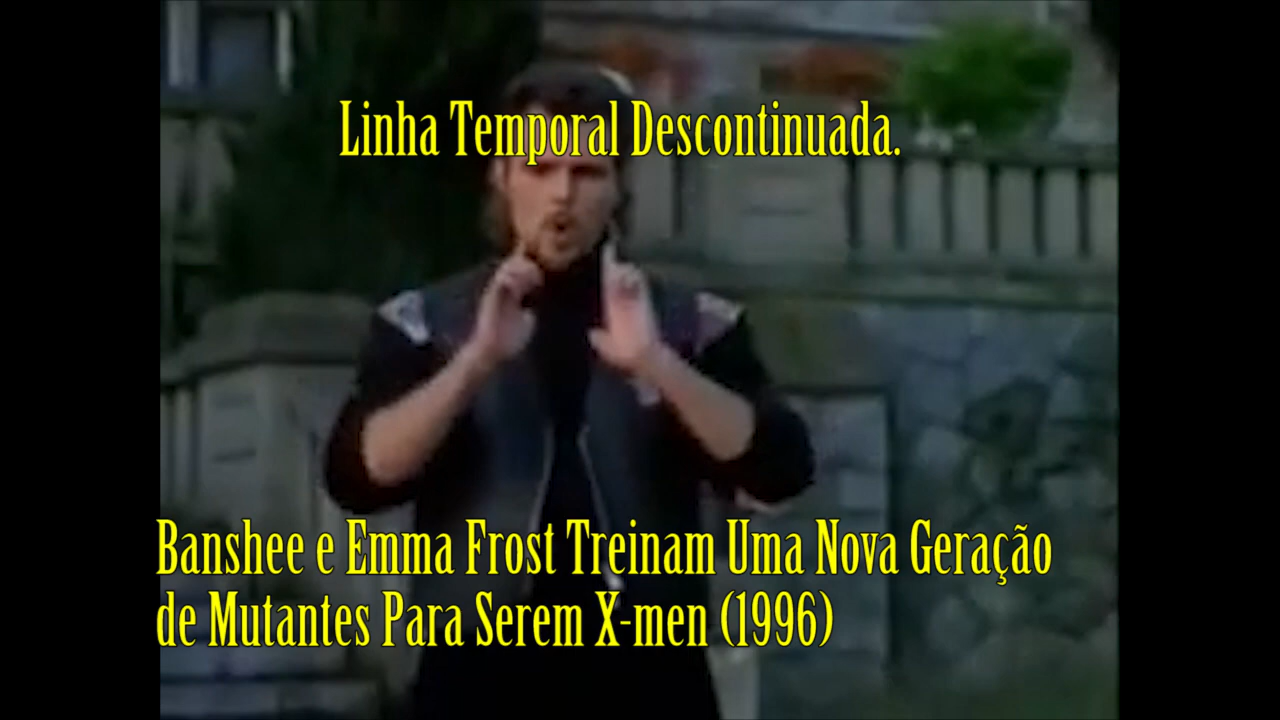 Linha Temporal Descontinuada.
Banshee e Emma Frost Treinam Uma Nova Geração
de Mutantes Para Serem X-men (1996)